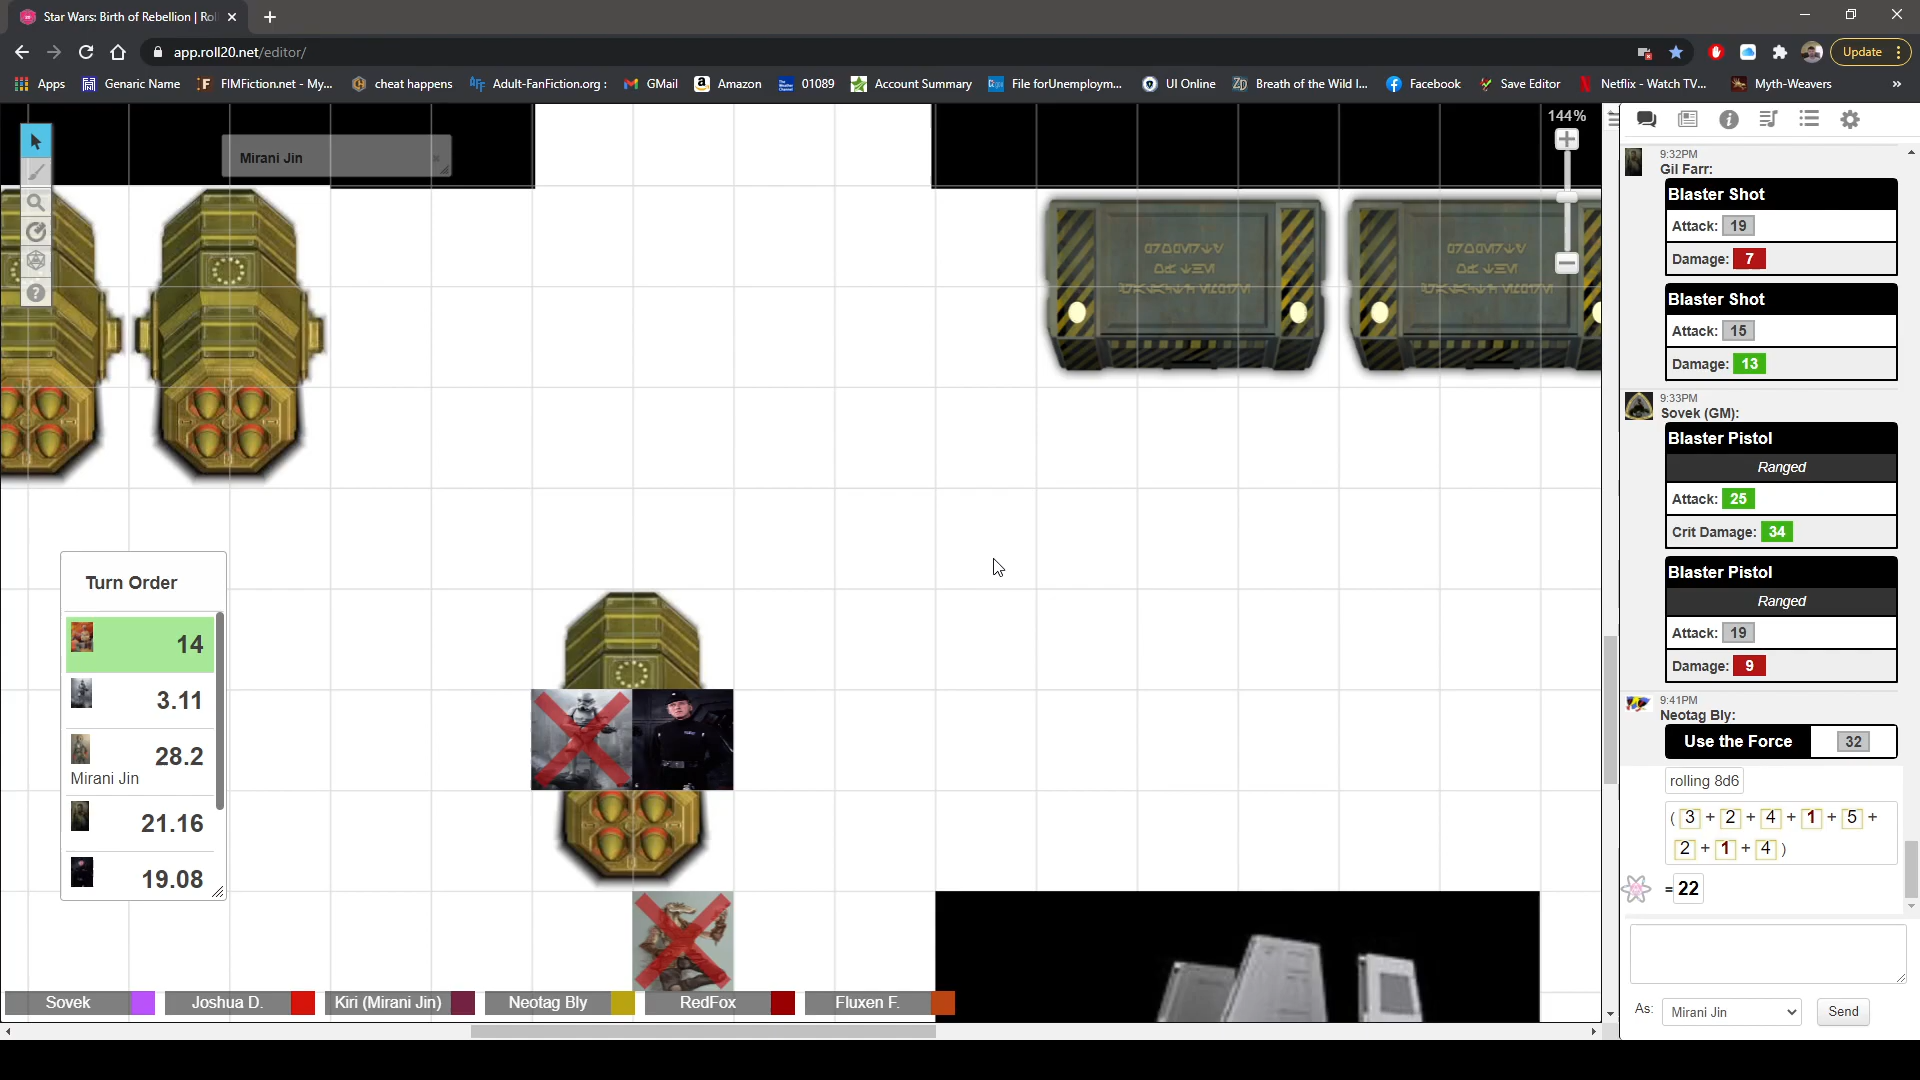 Star Wars: Birth of Rebellion | Rol
app.roll20.net/editor/
Update
Apps
Genaric Name
FIMFiction.net - My...
cheat happens
Adult-FanFiction.org :
GMail
Amazon
01089
Account Summary
File forUnemploym...
UI Online
Breath of the Wild I...
Facebook
Save Editor
Netflix - Watch TV...
Myth-Weavers
»
Mirani Jin
144%
Turn Order
14
3.11
28.2
Mirani Jin
21.16
19.08
Sovek
Joshua D.
Kiri (Mirani Jin)
Neotag Bly
RedFox
Fluxen F.
9:32PM
Gil Farr:
Blaster Shot
Attack: 19
Damage: 7
Blaster Shot
Attack: 15
Damage: 13
9:33PM
Sovek (GM):
Blaster Pistol
Ranged
Attack: 25
Crit Damage: 34
Blaster Pistol
Ranged
Attack: 19
Damage: 9
9:41PM
Neotag Bly:
Use the Force 32
rolling 8d6
( 3 + 2 + 4 + 1 + 5 +
2 + 1 + 4 )
= 22
As: Mirani Jin Send